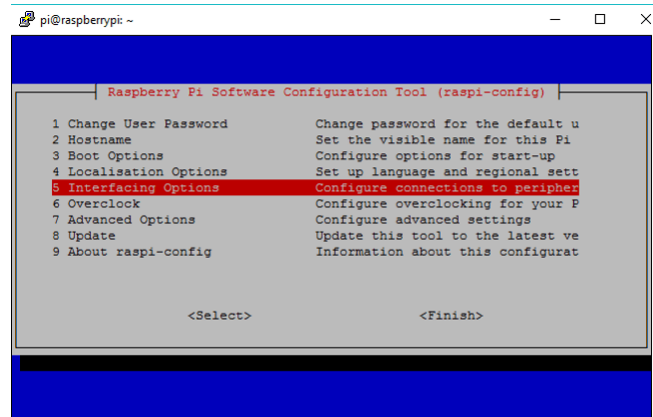 pi@raspberrypi: ~
Raspberry Pi Software Configuration Tool (raspi-config)
1 Change User Password Change password for the default u
2 Hostname Set the visible name for this Pi
3 Boot Options Configure options for start-up
4 Localisation Options Set up language and regional sett
5 Interfacing Options Configure connections to peripher
6 Overclock Configure overclocking for your P
7 Advanced Options Configure advanced settings
8 Update Update this tool to the latest ve
9 About raspi-config Information about this configurat
<Select> <Finish>